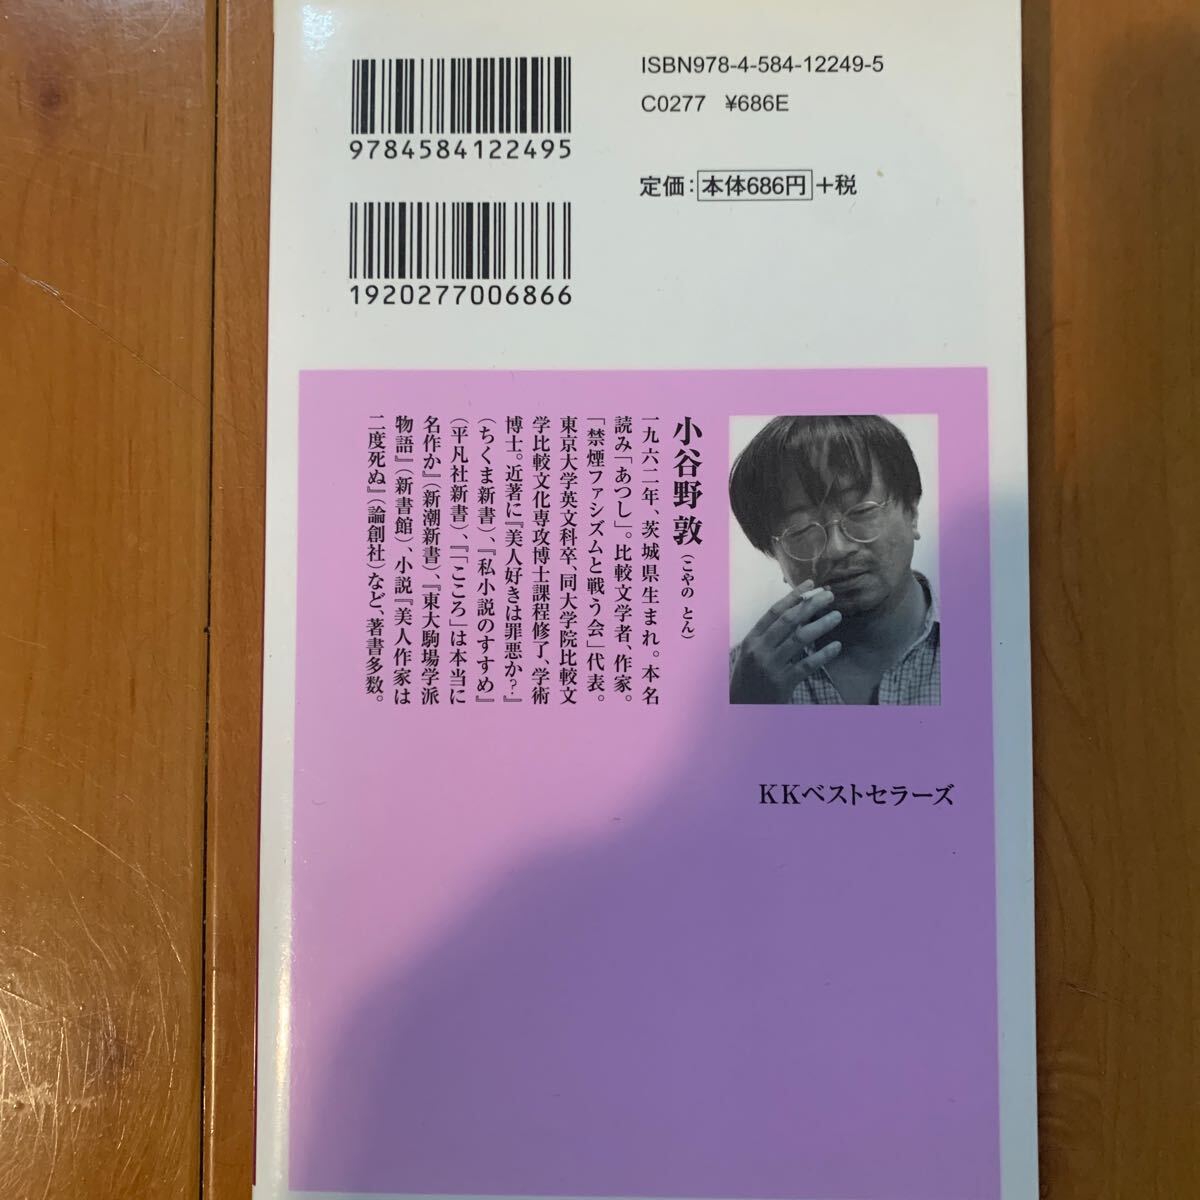 ISBN978-4-584-12249-5
C0277 ¥686E
9784584122495
定価:本体686円+税
1920277006866
小谷野敦(こやの とん)
一九六二年、茨城県生まれ。本名
読み「あつし」。比較文学者、作家。
「禁煙ファシズムと戦う会」代表。
東京大学英文科卒、同大学院比較文
学比較文化専攻博士課程修了、学術
博士。近著に『美人好きは罪悪か?』
(ちくま新書)、『私小説のすすめ』
(平凡社新書)、『「こころ」は本当に
名作か』(新潮新書)、『東大駒場学派
物語』(新書館)、小説『美人作家は
二度死ぬ』(論創社)など、著書多数。
KKベストセラーズ